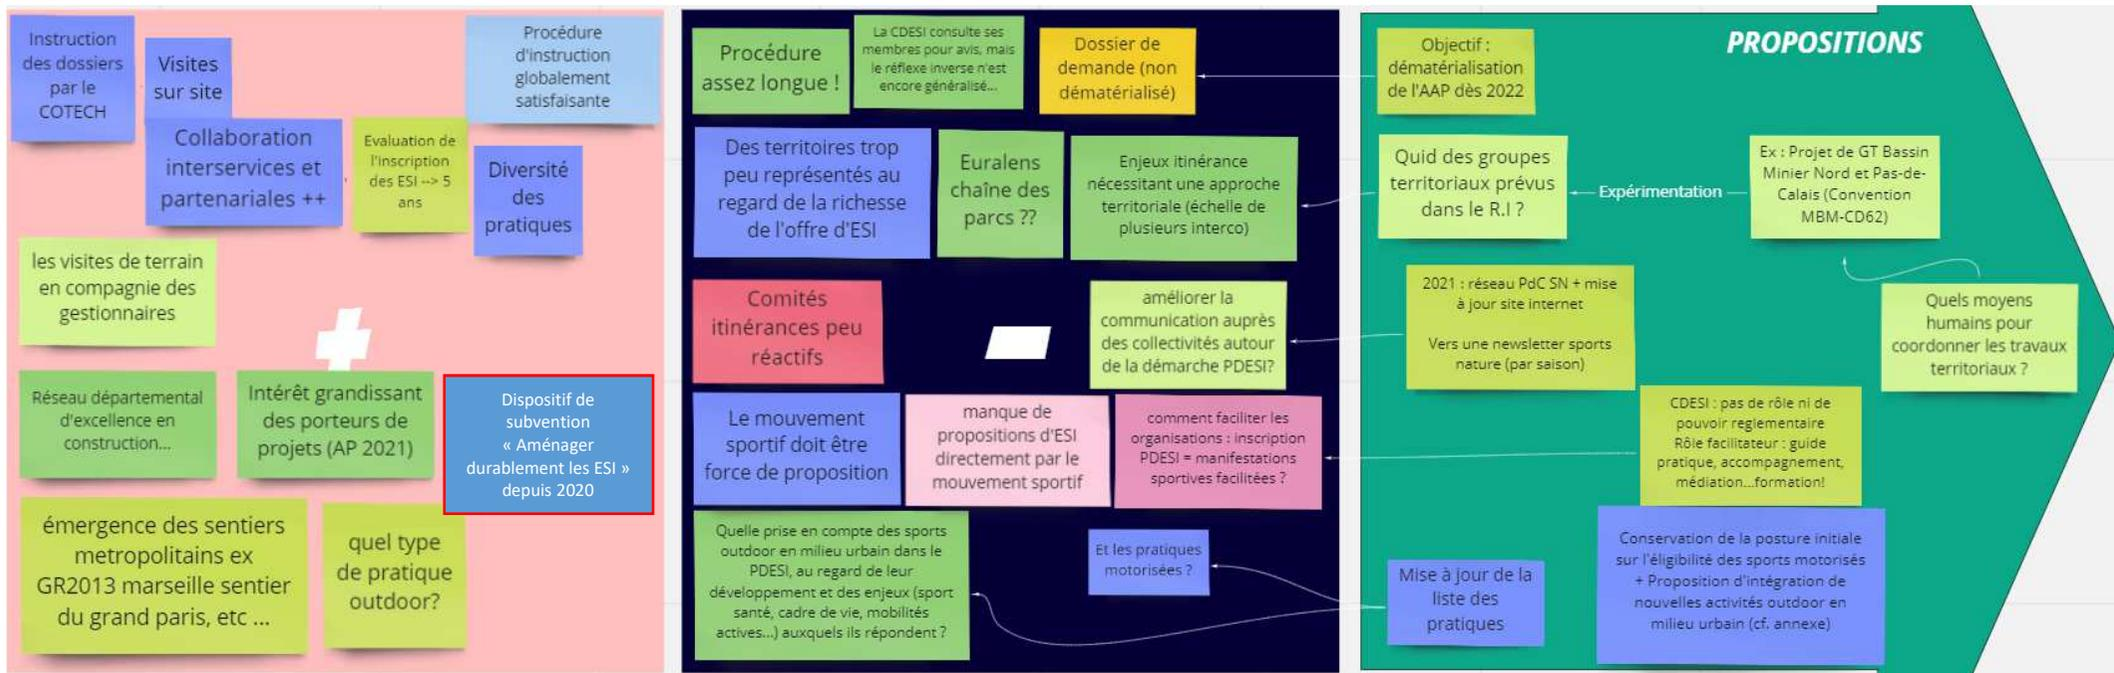 Instruction
des dossiers
par le
COTECH
Visites
sur site
Procédure
d'instruction
globalement
satisfaisante
Collaboration
interservices et
partenariales ++
Evaluation de
l'inscription
des ESI --> 5
ans
Diversité
des
pratiques
les visites de terrain
en compagnie des
gestionnaires
Réseau départemental
d'excellence en
construction...
Intérêt grandissant
des porteurs de
projets (AP 2021)
Dispositif de
subvention
« Aménager
durablement les ESI »
depuis 2020
émergence des sentiers
metropolitains ex
GR2013 marseille sentier
du grand paris, etc ...
quel type
de pratique
outdoor?
Procédure
assez longue !
La CDESI consulte ses
membres pour avis, mais
le réflexe inverse n'est
encore généralisé...
Dossier de
demande (non
dématérialisé)
Des territoires trop
peu représentés au
regard de la richesse
de l'offre d'ESI
Euralens
chaîne des
parcs ??
Enjeux itinérance
nécessitant une approche
territoriale (échelle de
plusieurs interco)
Comités
itinérances peu
réactifs
améliorer la
communication auprès
des collectivités autour
de la démarche PDESI?
Le mouvement
sportif doit être
force de proposition
manque de
propositions d'ESI
directement par le
mouvement sportif
comment faciliter les
organisations : inscription
PDESI = manifestations
sportives facilitées ?
Quelle prise en compte des sports
outdoor en milieu urbain dans le
PDESI, au regard de leur
développement et des enjeux (sport
santé, cadre de vie, mobilités
actives...) auxquels ils répondent ?
Et les pratiques
motorisées ?
PROPOSITIONS
Objectif :
dématérialisation
de l'AAP dès 2022
Quid des groupes
territoriaux prévus
dans le R.I ?
Expérimentation
Ex : Projet de GT Bassin
Minier Nord et Pas-de-
Calais (Convention
MBM-CD62)
2021 : réseau PdC SN + mise
à jour site internet
Vers une newsletter sports
nature (par saison)
Quels moyens
humains pour
coordonner les travaux
territoriaux ?
CDESI : pas de rôle ni de
pouvoir reglementaire
Rôle facilitateur : guide
pratique, accompagnement,
médiation...formation!
Mise à jour de la
liste des
pratiques
Conservation de la posture initiale
sur l'éligibilité des sports motorisés
+ Proposition d'intégration de
nouvelles activités outdoor en
milieu urbain (cf. annexe)